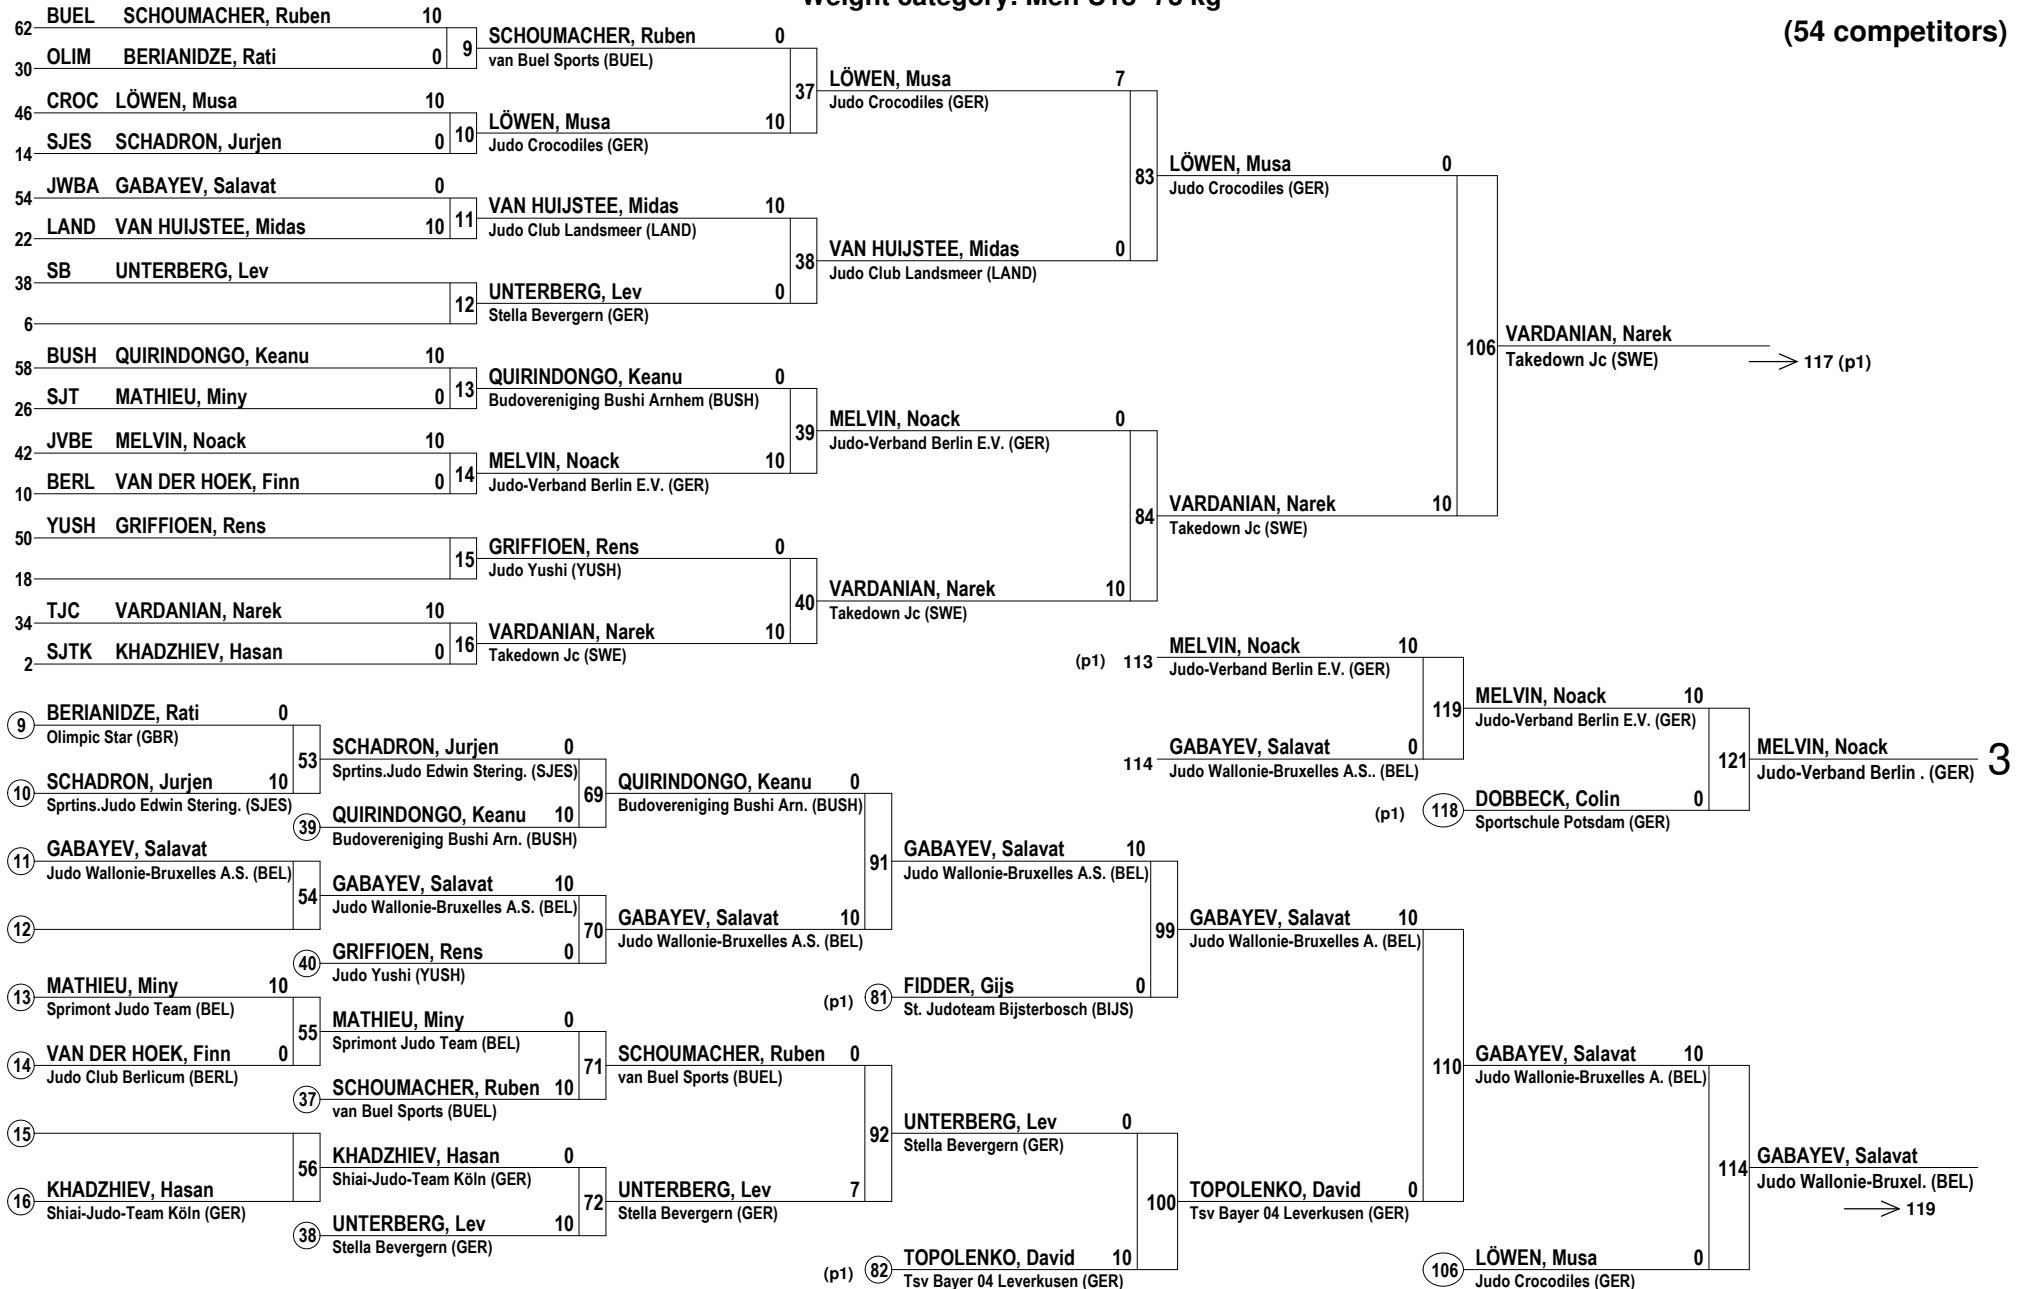 Weight category: Men U18 -73 kg
(54 competitors)
62 BUEL SCHOUMACHER, Ruben 10
30 OLIM BERIANIDZE, Rati 0
9
46 CROC LÖWEN, Musa 10
14 SJES SCHADRON, Jurjen 0
10
54 JWBA GABAYEV, Salavat 0
22 LAND VAN HUIJSTEE, Midas 10
11
38 SB UNTERBERG, Lev
6
12
58 BUSH QUIRINDONGO, Keanu 10
26 SJT MATHIEU, Miny 0
13
42 JVBE MELVIN, Noack 10
10 BERL VAN DER HOEK, Finn 0
14
50 YUSH GRIFFIOEN, Rens
18
15
34 TJC VARDANIAN, Narek 10
2 SJTK KHADZHIEV, Hasan 0
16
SCHOUMACHER, Ruben 0
van Buel Sports (BUEL)
37
LÖWEN, Musa 10
Judo Crocodiles (GER)
VAN HUIJSTEE, Midas 10
Judo Club Landsmeer (LAND)
38
UNTERBERG, Lev 0
Stella Bevergern (GER)
QUIRINDONGO, Keanu 0
Budovereniging Bushi Arnhem (BUSH)
39
MELVIN, Noack 10
Judo-Verband Berlin E.V. (GER)
GRIFFIOEN, Rens 0
Judo Yushi (YUSH)
40
VARDANIAN, Narek 10
Takedown Jc (SWE)
LÖWEN, Musa 7
Judo Crocodiles (GER)
83
VAN HUIJSTEE, Midas 0
Judo Club Landsmeer (LAND)
MELVIN, Noack 0
Judo-Verband Berlin E.V. (GER)
84
VARDANIAN, Narek 10
Takedown Jc (SWE)
LÖWEN, Musa 0
Judo Crocodiles (GER)
106
VARDANIAN, Narek 10
Takedown Jc (SWE)
VARDANIAN, Narek
Takedown Jc (SWE)
117 (p1)
(p1) 113 MELVIN, Noack 10
Judo-Verband Berlin E.V. (GER)
119
114 GABAYEV, Salavat 0
Judo Wallonie-Bruxelles A.S.. (BEL)
MELVIN, Noack 10
Judo-Verband Berlin E.V. (GER)
121
(p1) 118 DOBBECK, Colin 0
Sportschule Potsdam (GER)
MELVIN, Noack
Judo-Verband Berlin . (GER) 3
9 BERIANIDZE, Rati 0
Olimpic Star (GBR)
53
10 SCHADRON, Jurjen 10
Sprtins.Judo Edwin Stering. (SJES)
11 GABAYEV, Salavat
Judo Wallonie-Bruxelles A.S. (BEL)
54
12
13 MATHIEU, Miny 10
Sprimont Judo Team (BEL)
55
14 VAN DER HOEK, Finn 0
Judo Club Berlicum (BERL)
15
56
16 KHADZHIEV, Hasan
Shiai-Judo-Team Köln (GER)
SCHADRON, Jurjen 0
Sprtins.Judo Edwin Stering. (SJES)
69
39 QUIRINDONGO, Keanu 10
Budovereniging Bushi Arn. (BUSH)
GABAYEV, Salavat 10
Judo Wallonie-Bruxelles A.S. (BEL)
70
40 GRIFFIOEN, Rens 0
Judo Yushi (YUSH)
MATHIEU, Miny 0
Sprimont Judo Team (BEL)
71
37 SCHOUMACHER, Ruben 10
van Buel Sports (BUEL)
KHADZHIEV, Hasan 0
Shiai-Judo-Team Köln (GER)
72
38 UNTERBERG, Lev 10
Stella Bevergern (GER)
QUIRINDONGO, Keanu 0
Budovereniging Bushi Arn. (BUSH)
91
GABAYEV, Salavat 10
Judo Wallonie-Bruxelles A.S. (BEL)
SCHOUMACHER, Ruben 0
van Buel Sports (BUEL)
92
UNTERBERG, Lev 7
Stella Bevergern (GER)
GABAYEV, Salavat 10
Judo Wallonie-Bruxelles A.S. (BEL)
99
(p1) 81 FIDDER, Gijs 0
St. Judoteam Bijsterbosch (BIJS)
UNTERBERG, Lev 0
Stella Bevergern (GER)
100
(p1) 82 TOPOLENKO, David 10
Tsv Bayer 04 Leverkusen (GER)
GABAYEV, Salavat 10
Judo Wallonie-Bruxelles A. (BEL)
110
TOPOLENKO, David 0
Tsv Bayer 04 Leverkusen (GER)
GABAYEV, Salavat 10
Judo Wallonie-Bruxelles A. (BEL)
114
106 LÖWEN, Musa 0
Judo Crocodiles (GER)
GABAYEV, Salavat
Judo Wallonie-Bruxel. (BEL)
119